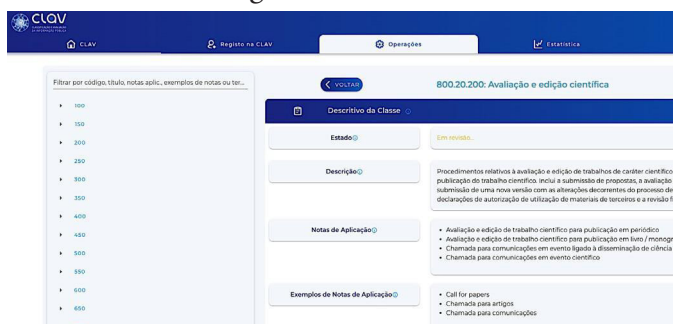 CLAV
CLASSIFICAÇÃO E AVALIAÇÃO
DA INFORMAÇÃO PÚBLICA
CLAV
Registo na CLAV
Operações
Estatística
Filtrar por código, título, notas aplic., exemplos de notas ou ter...
100
150
200
250
300
350
400
450
500
550
600
650
VOLTAR
800.20.200: Avaliação e edição científica
Descritivo da Classe
Estado
Em revisão...
Descrição
Procedimentos relativos à avaliação e edição de trabalhos de caráter científico
publicação do trabalho científico. Inclui a submissão de propostas, a avaliação
submissão de uma nova versão com as alterações decorrentes do processo de
declarações de autorização de utilização de materiais de terceiros e a revisão f
Notas de Aplicação
• Avaliação e edição de trabalho científico para publicação em periódico
• Avaliação e edição de trabalho científico para publicação em livro / monogr
• Chamada para comunicações em evento ligado à disseminação de ciência
• Chamada para comunicações em evento científico
Exemplos de Notas de Aplicação
• Call for papers
• Chamada para artigos
• Chamada para comunicações